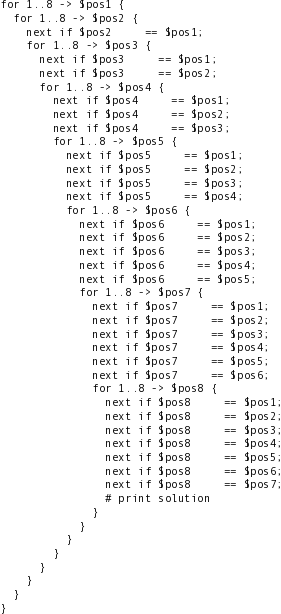 for 1..8 -> $pos1 {
  for 1..8 -> $pos2 {
    next if $pos2     == $pos1;
    for 1..8 -> $pos3 {
      next if $pos3     == $pos1;
      next if $pos3     == $pos2;
      for 1..8 -> $pos4 {
        next if $pos4     == $pos1;
        next if $pos4     == $pos2;
        next if $pos4     == $pos3;
        for 1..8 -> $pos5 {
          next if $pos5     == $pos1;
          next if $pos5     == $pos2;
          next if $pos5     == $pos3;
          next if $pos5     == $pos4;
          for 1..8 -> $pos6 {
            next if $pos6     == $pos1;
            next if $pos6     == $pos2;
            next if $pos6     == $pos3;
            next if $pos6     == $pos4;
            next if $pos6     == $pos5;
            for 1..8 -> $pos7 {
              next if $pos7     == $pos1;
              next if $pos7     == $pos2;
              next if $pos7     == $pos3;
              next if $pos7     == $pos4;
              next if $pos7     == $pos5;
              next if $pos7     == $pos6;
              for 1..8 -> $pos8 {
                next if $pos8     == $pos1;
                next if $pos8     == $pos2;
                next if $pos8     == $pos3;
                next if $pos8     == $pos4;
                next if $pos8     == $pos5;
                next if $pos8     == $pos6;
                next if $pos8     == $pos7;
                # print solution
              }
            }
          }
        }
      }
    }
  }
}